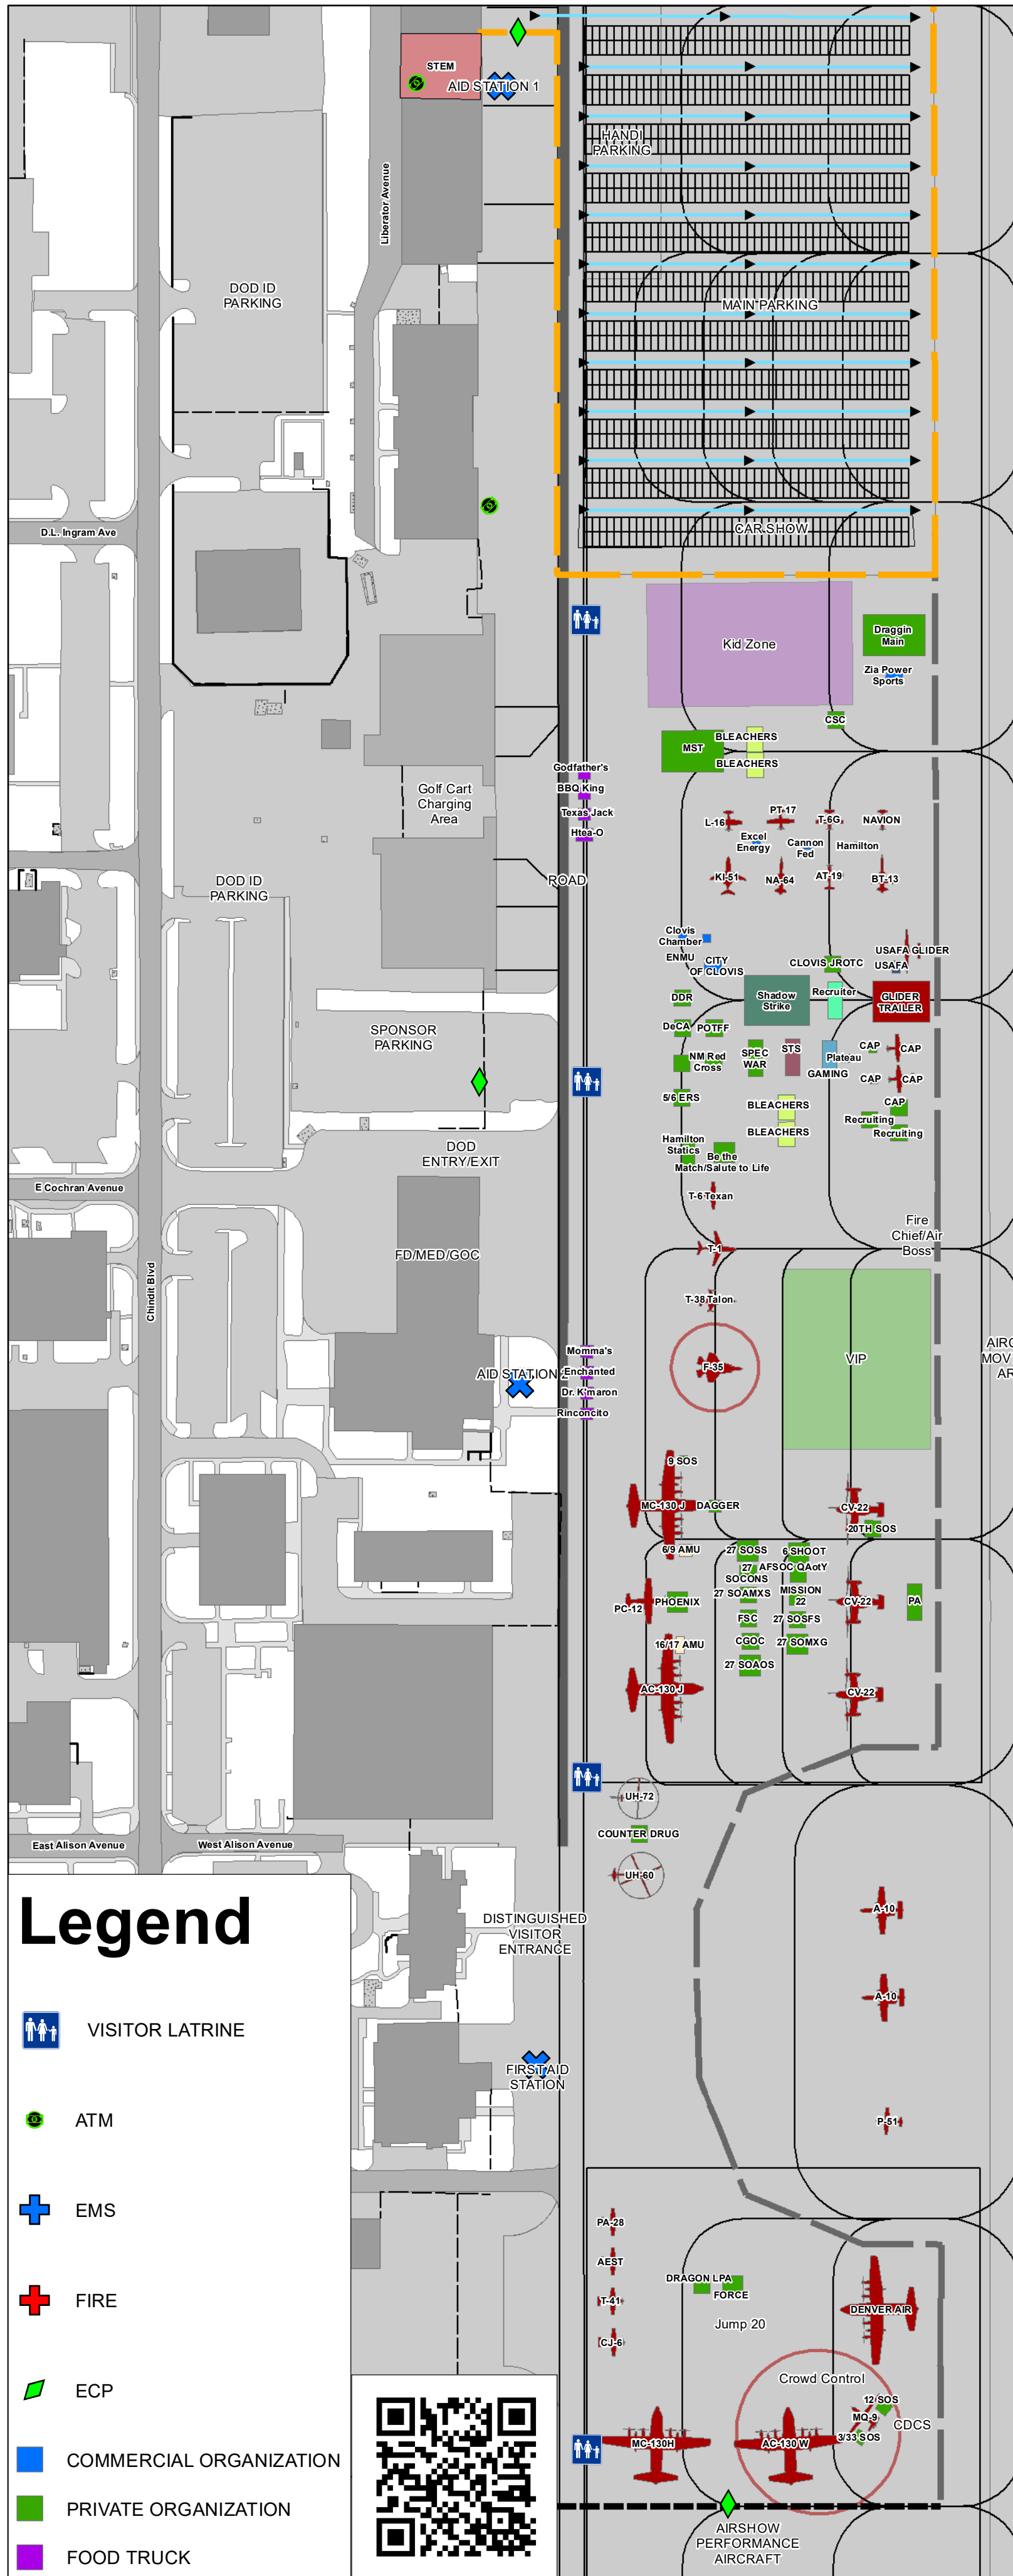 STEM
AID STATION 1
HANDI
PARKING
Liberator Avenue
DOD ID
PARKING
MAIN PARKING
D.L. Ingram Ave
CAR SHOW
Kid Zone
Draggin
Main
Zia Power
Sports
CSC
MST
BLEACHERS
BLEACHERS
Godfather's
BBQ King
Texas Jack
Htea-O
Golf Cart
Charging
Area
L-16
PT-17
T-6G
NAVION
Excel
Energy
Cannon
Fed
Hamilton
KI-51
NA-64
AT-19
BT-13
DOD ID
PARKING
ROAD
Clovis
Chamber
ENMU
CITY
OF CLOVIS
CLOVIS JROTC
USAFA GLIDER
USAFA
DDR
Shadow
Strike
Recruiter
GLIDER
TRAILER
SPONSOR
PARKING
DeCA
POTFF
NM Red
Cross
SPEC
WAR
STS
Plateau
GAMING
CAP
CAP
CAP
CAP
5/6 ERS
BLEACHERS
BLEACHERS
CAP
Recruiting
Recruiting
DOD
ENTRY/EXIT
Hamilton
Statics
Be the
Match/Salute to Life
E Cochran Avenue
T-6 Texan
Fire
Chief/Air
Boss
FD/MED/GOC
T-1
Chindit Blvd
T-38 Talon
F-35
VIP
AIRC
MOV
AR
Momma's
AID STATION 2
Enchanted
Dr. K'maron
Rinconcito
9 SOS
MC-130 J
DAGGER
CV-22
20TH SOS
6/9 AMU
27 SOSS
6 SHOOT
27
SOCONS
AFSOC QAotY
PC-12
PHOENIX
27 SOAMXS
MISSION
22
CV-22
PA
FSC
27 SOSFS
16/17 AMU
CGOC
27 SOMXG
27 SOAOS
AC-130 J
CV-22
UH-72
COUNTER DRUG
UH-60
East Alison Avenue
West Alison Avenue
A-10
DISTINGUISHED
VISITOR
ENTRANCE
A-10
FIRST AID
STATION
P-51
PA-28
AEST
T-41
CJ-6
DRAGON LPA
FORCE
Jump 20
DENVER AIR
Crowd Control
12 SOS
MQ-9
3/33 SOS
CDCS
MC-130H
AC-130 W
AIRSHOW
PERFORMANCE
AIRCRAFT
Legend
VISITOR LATRINE
ATM
EMS
FIRE
ECP
COMMERCIAL ORGANIZATION
PRIVATE ORGANIZATION
FOOD TRUCK